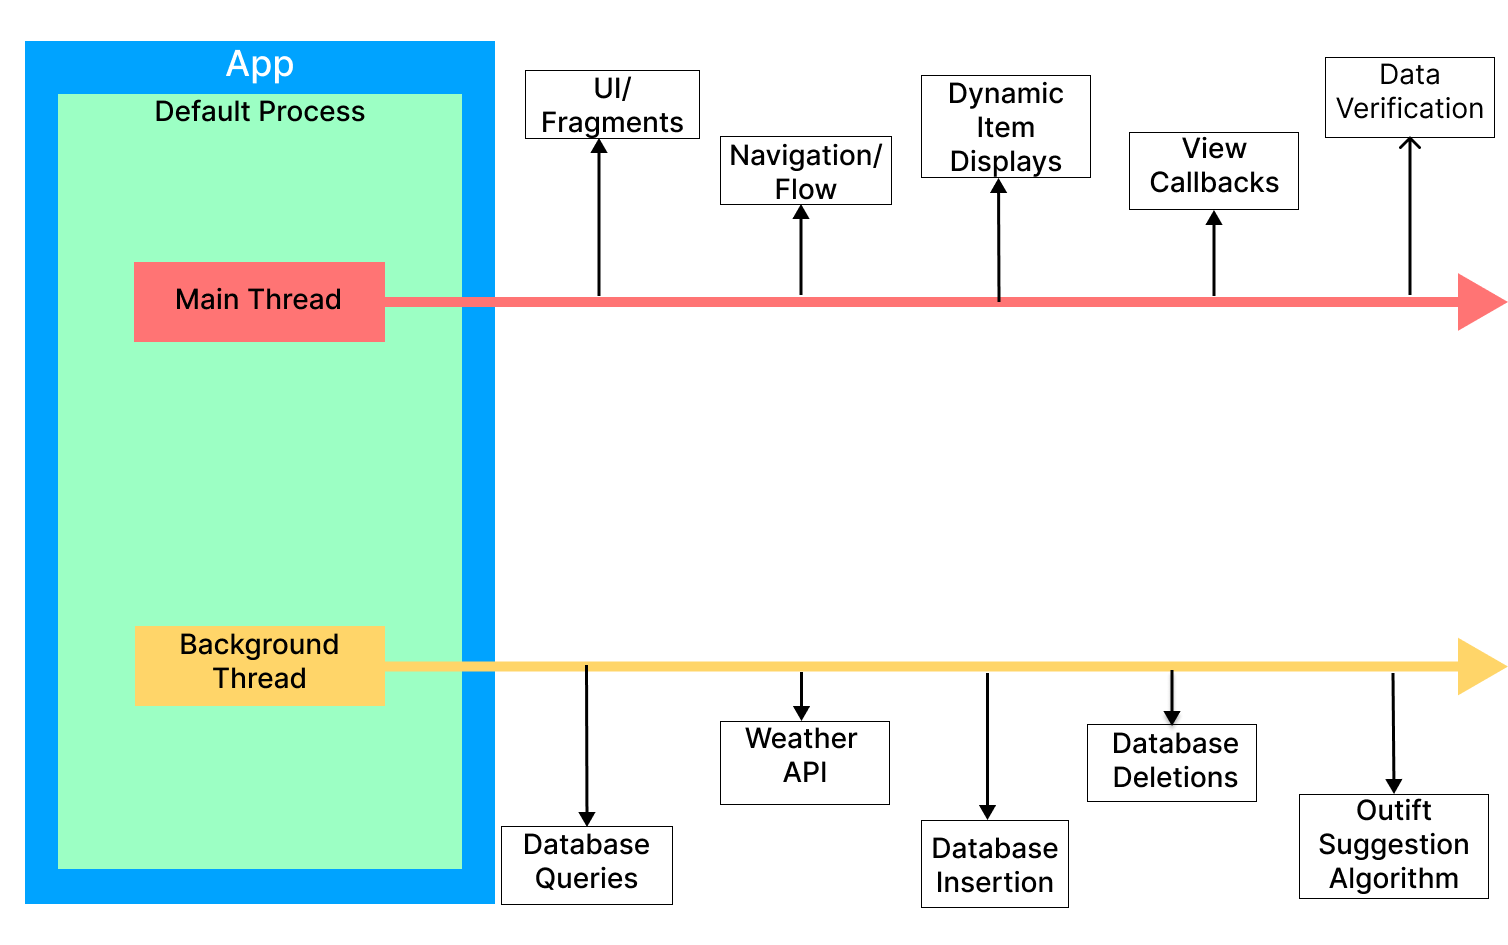 App
Default Process
UI/
Fragments
Navigation/
Flow
Dynamic
Item
Displays
View
Callbacks
Data
Verification
Main Thread
Background
Thread
Database
Queries
Weather
API
Database
Insertion
Database
Deletions
Outift
Suggestion
Algorithm